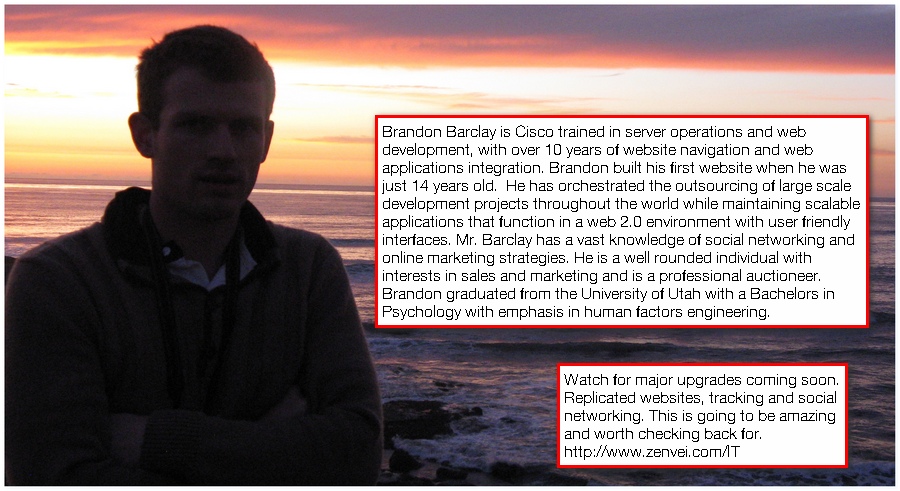 Brandon Barclay is Cisco trained in server operations and web
development, with over 10 years of website navigation and web
applications integration. Brandon built his first website when he was
just 14 years old.  He has orchestrated the outsourcing of large scale
development projects throughout the world while maintaining scalable
applications that function in a web 2.0 environment with user friendly
interfaces. Mr. Barclay has a vast knowledge of social networking and
online marketing strategies. He is a well rounded individual with
interests in sales and marketing and is a professional auctioneer.
Brandon graduated from the University of Utah with a Bachelors in
Psychology with emphasis in human factors engineering.
Watch for major upgrades coming soon.
Replicated websites, tracking and social
networking. This is going to be amazing
and worth checking back for.
http://www.zenvei.com/IT